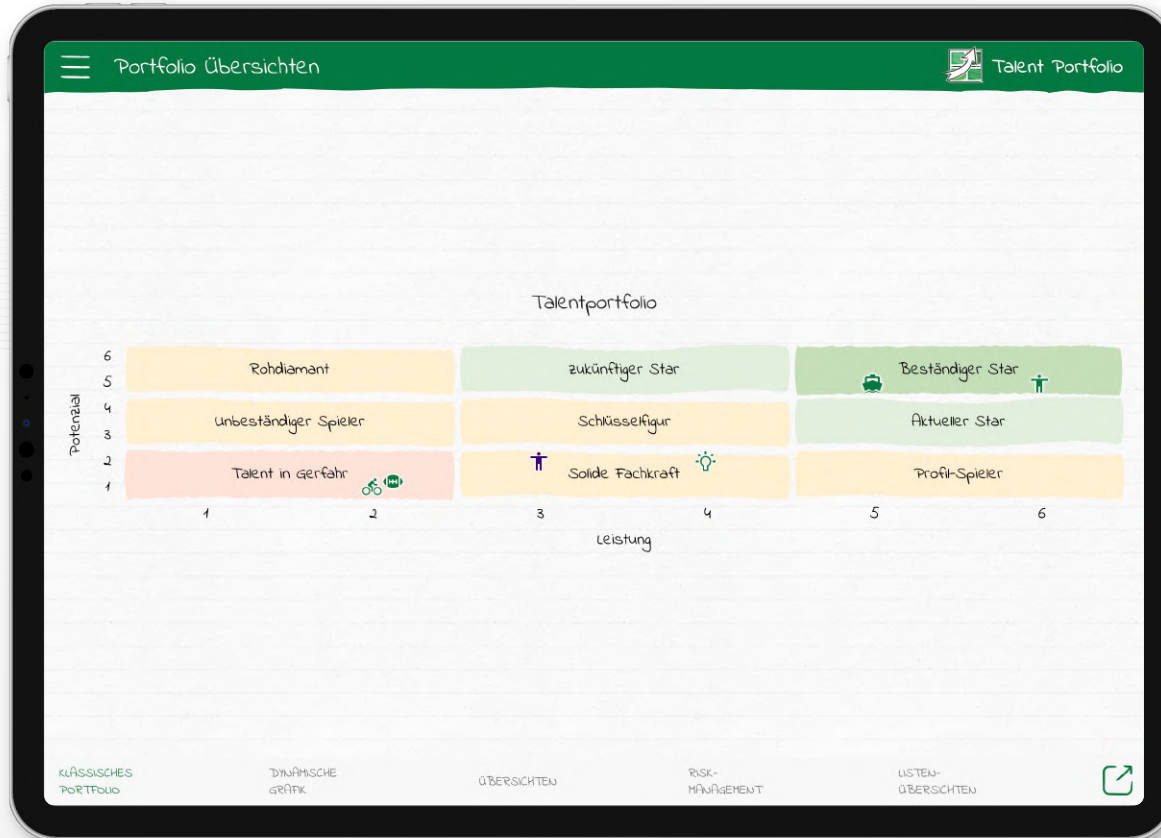 Portfolio Übersichten
Talent Portfolio
Talentportfolio
Potenzial
6
5
4
3
2
1
Rohdiamant
zukünftiger Star
Beständiger Star
Unbeständiger Spieler
Schlüsselfigur
Aktueller Star
Talent in Gerfahr
Solide Fachkraft
Profil-Spieler
1 2 3 4 5 6
Leistung
KLASSISCHES
PORTFOLIO
DYNAMISCHE
GRAFIK
ÜBERSICHTEN
RISK-
MANAGEMENT
LISTEN-
ÜBERSICHTEN